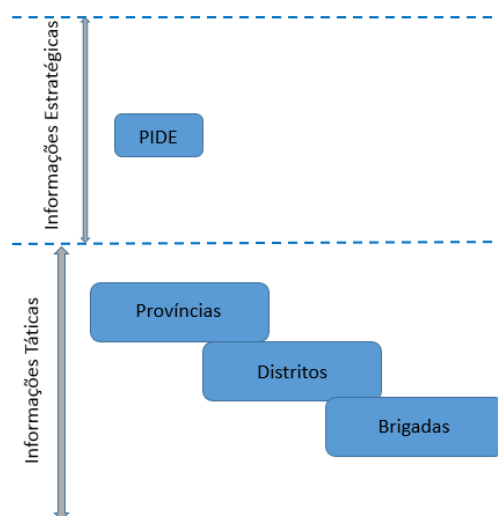 Informações Estratégicas
PIDE
Informações Táticas
Províncias
Distritos
Brigadas